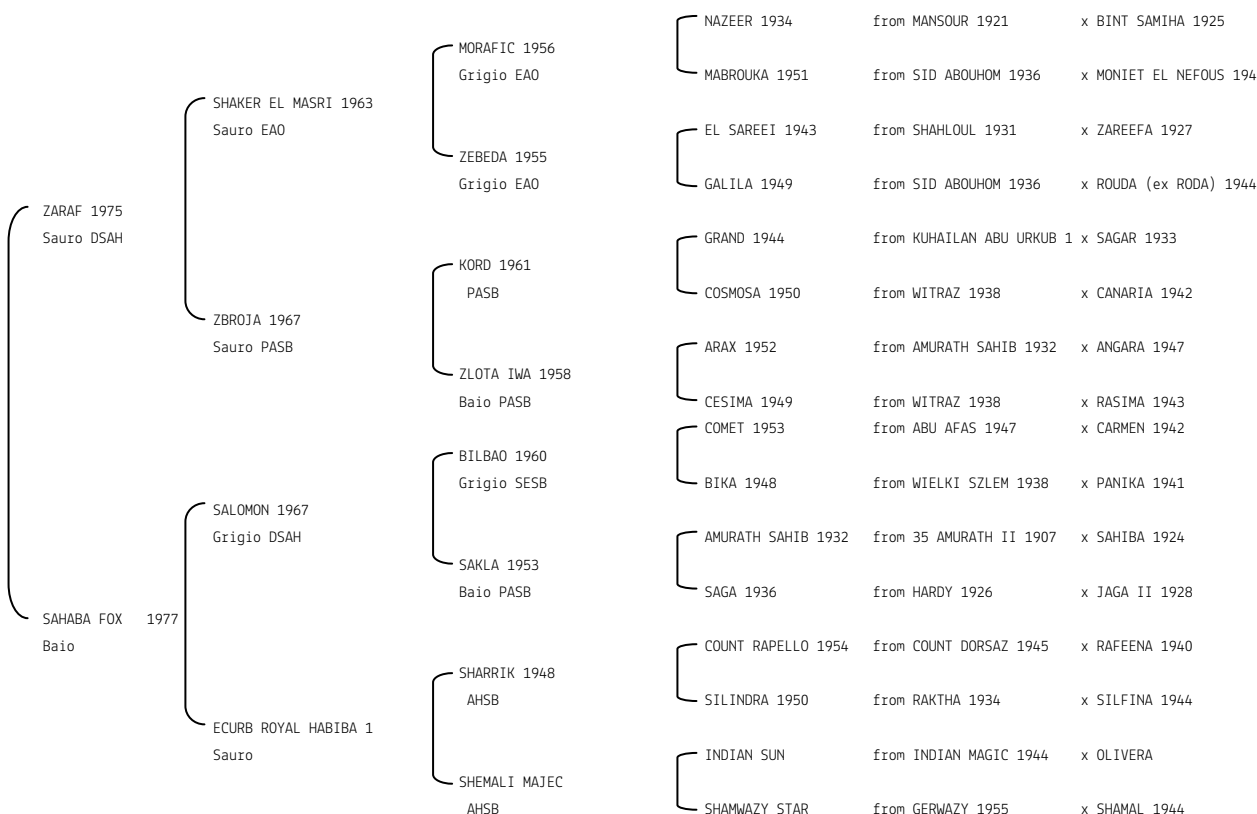 NAZEER 1934 from MANSOUR 1921 x BINT SAMIHA 1925
MORAFIC 1956
Grigio EAO MABROUKA 1951 from SID ABOUHOM 1936 x MONIET EL NEFOUS 194
SHAKER EL MASRI 1963
Sauro EAO EL SAREEI 1943 from SHAHLOUL 1931 x ZAREEFA 1927
ZEBEDA 1955
Grigio EAO GALILA 1949 from SID ABOUHOM 1936 x ROUDA (ex RODA) 1944
ZARAF 1975
Sauro DSAH GRAND 1944 from KUHAILAN ABU URKUB 1 x SAGAR 1933
KORD 1961
PASB COSMOSA 1950 from WITRAZ 1938 x CANARIA 1942
ZBROJA 1967
Sauro PASB ARAX 1952 from AMURATH SAHIB 1932 x ANGARA 1947
ZLOTA IWA 1958
Baio PASB CESIMA 1949 from WITRAZ 1938 x RASIMA 1943
COMET 1953 from ABU AFAS 1947 x CARMEN 1942
BILBAO 1960
Grigio SESB BIKA 1948 from WIELKI SZLEM 1938 x PANIKA 1941
SALOMON 1967
Grigio DSAH AMURATH SAHIB 1932 from 35 AMURATH II 1907 x SAHIBA 1924
SAKLA 1953
Baio PASB SAGA 1936 from HARDY 1926 x JAGA II 1928
SAHABA FOX 1977
Baio COUNT RAPELLO 1954 from COUNT DORSAZ 1945 x RAFEENA 1940
SHARRIK 1948
AHSB SILINDRA 1950 from RAKTHA 1934 x SILFINA 1944
ECURB ROYAL HABIBA 1
Sauro INDIAN SUN from INDIAN MAGIC 1944 x OLIVERA
SHEMALI MAJEC
AHSB SHAMWAZY STAR from GERWAZY 1955 x SHAMAL 1944